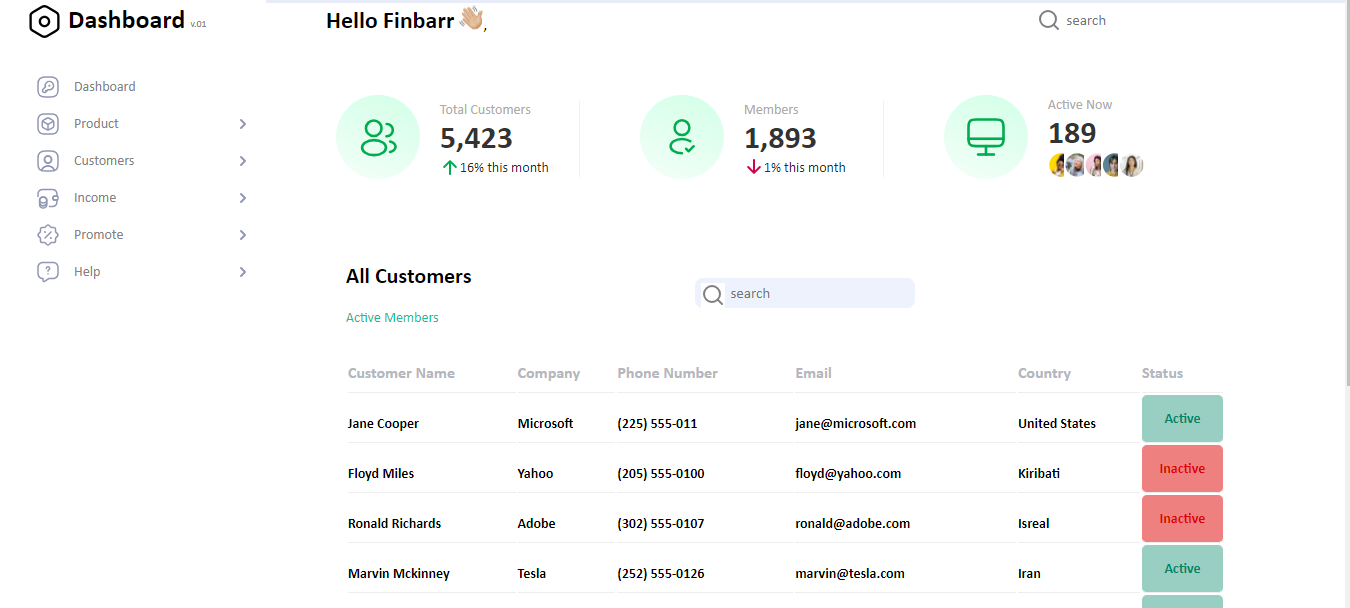 Dashboard v.01
Hello Finbarr 👋🏼,
search
Dashboard
Product
Customers
Income
Promote
Help
Total Customers
5,423
16% this month
Members
1,893
1% this month
Active Now
189
All Customers
search
Active Members
Customer Name Company Phone Number Email Country Status
Jane Cooper Microsoft (225) 555-011 jane@microsoft.com United States Active
Floyd Miles Yahoo (205) 555-0100 floyd@yahoo.com Kiribati Inactive
Ronald Richards Adobe (302) 555-0107 ronald@adobe.com Isreal Inactive
Marvin Mckinney Tesla (252) 555-0126 marvin@tesla.com Iran Active